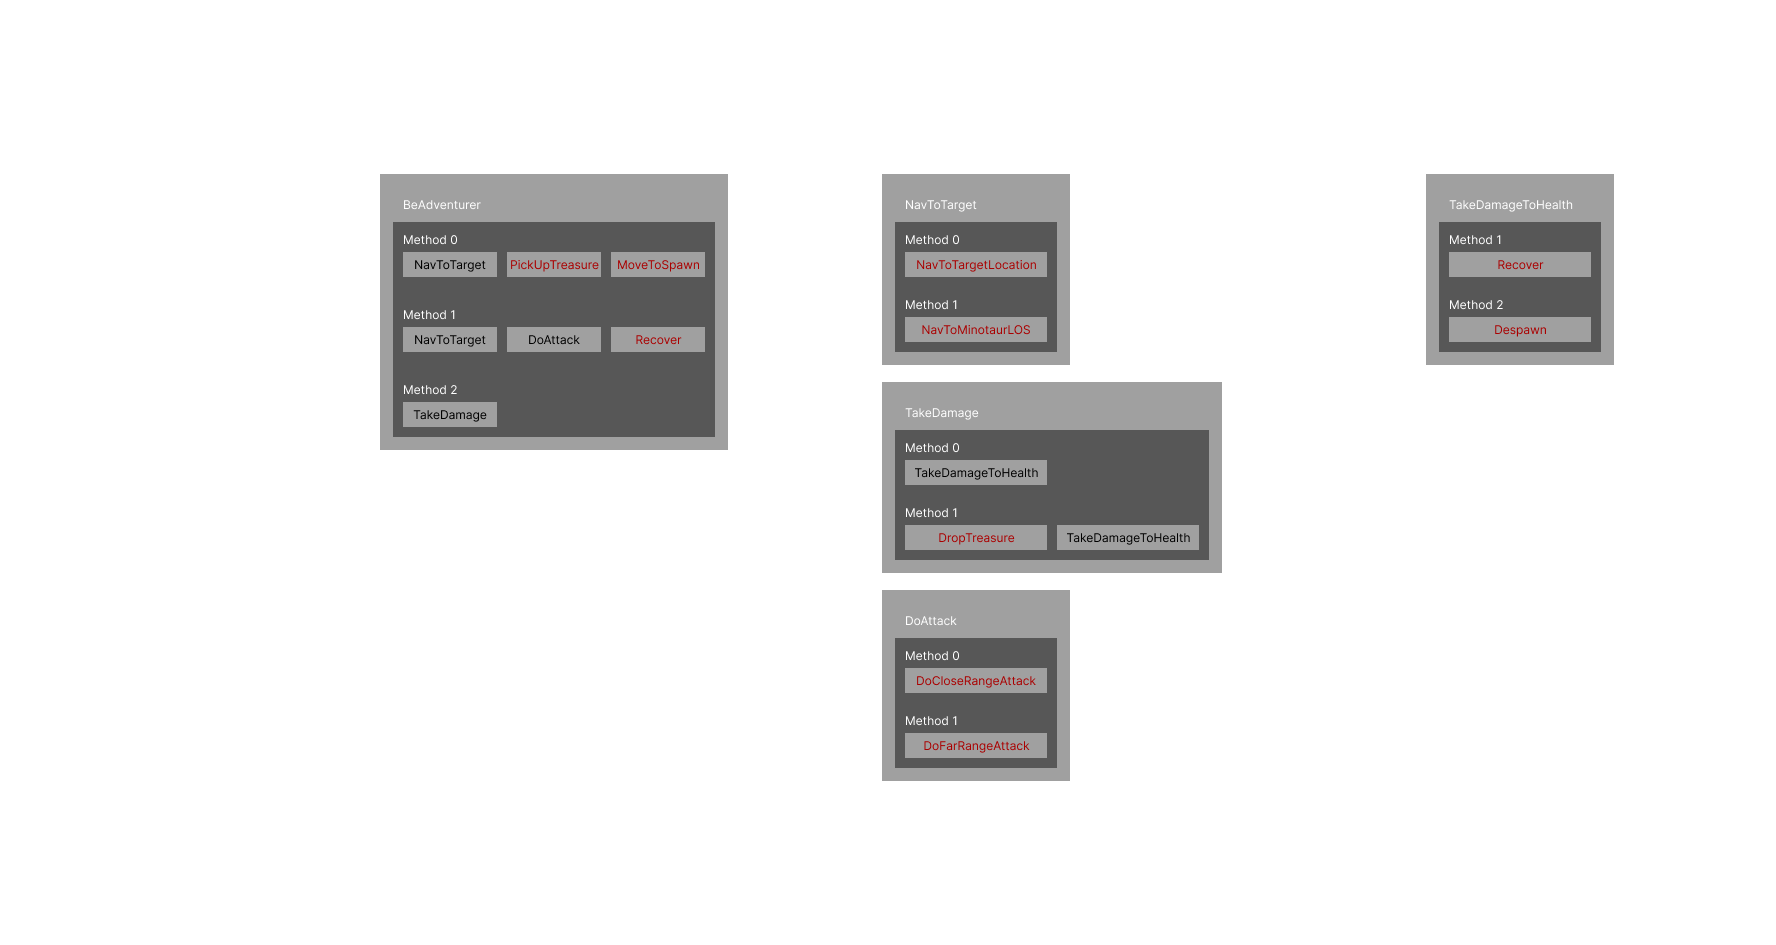 BeAdventurer
Method 0
NavToTarget PickUpTreasure MoveToSpawn
Method 1
NavToTarget DoAttack Recover
Method 2
TakeDamage
NavToTarget
Method 0
NavToTargetLocation
Method 1
NavToMinotaurLOS
TakeDamage
Method 0
TakeDamageToHealth
Method 1
DropTreasure TakeDamageToHealth
DoAttack
Method 0
DoCloseRangeAttack
Method 1
DoFarRangeAttack
TakeDamageToHealth
Method 1
Recover
Method 2
Despawn